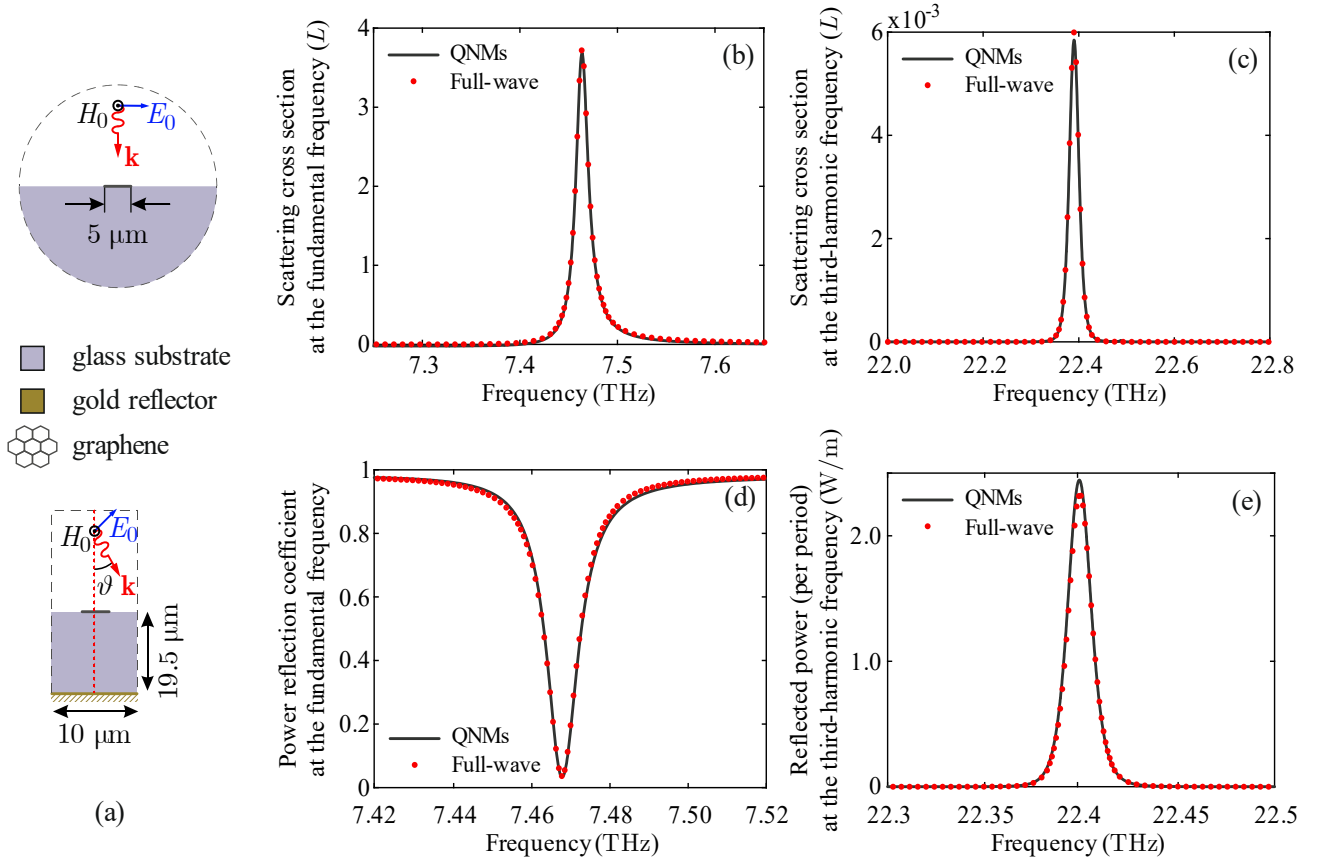 H0
E0
k
5 μm
glass substrate
gold reflector
graphene
H0
E0
ϑ k
19.5 μm
10 μm
(a)
Scattering cross section
at the fundamental frequency (L)
4
3
2
1
0
QNMs
Full-wave
(b)
7.3 7.4 7.5 7.6
Frequency (THz)
Scattering cross section
at the third-harmonic frequency (L)
6x10-3
4
2
0
QNMs
Full-wave
(c)
22.0 22.2 22.4 22.6 22.8
Frequency (THz)
Power reflection coefficient
at the fundamental frequency
1
0.8
0.6
0.4
0.2
0
(d)
QNMs
Full-wave
7.42 7.44 7.46 7.48 7.50 7.52
Frequency (THz)
Reflected power (per period)
at the third-harmonic frequency (W/m)
2.0
1.0
0
QNMs
Full-wave
(e)
22.3 22.35 22.4 22.45 22.5
Frequency (THz)